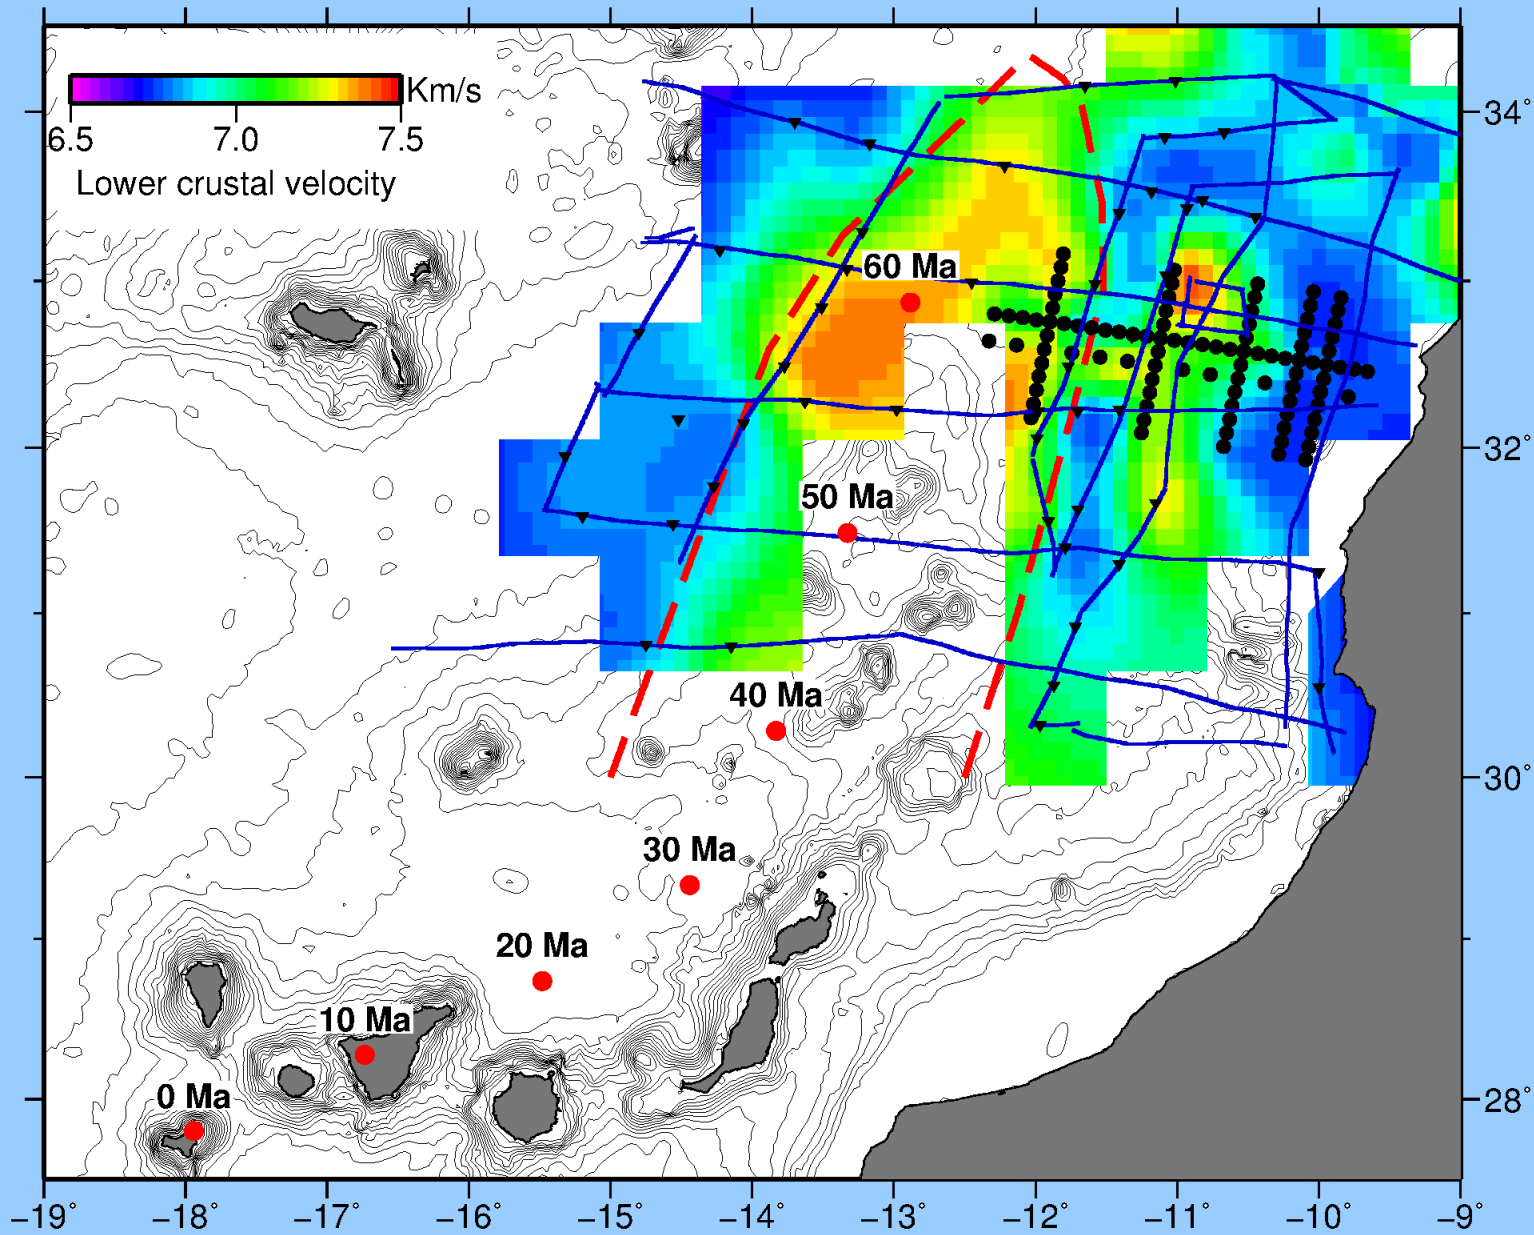 Km/s
6.5 7.0 7.5
Lower crustal velocity
34°
60 Ma
32°
50 Ma
40 Ma
30°
30 Ma
20 Ma
10 Ma
0 Ma
28°
−19° −18° −17° −16° −15° −14° −13° −12° −11° −10° −9°